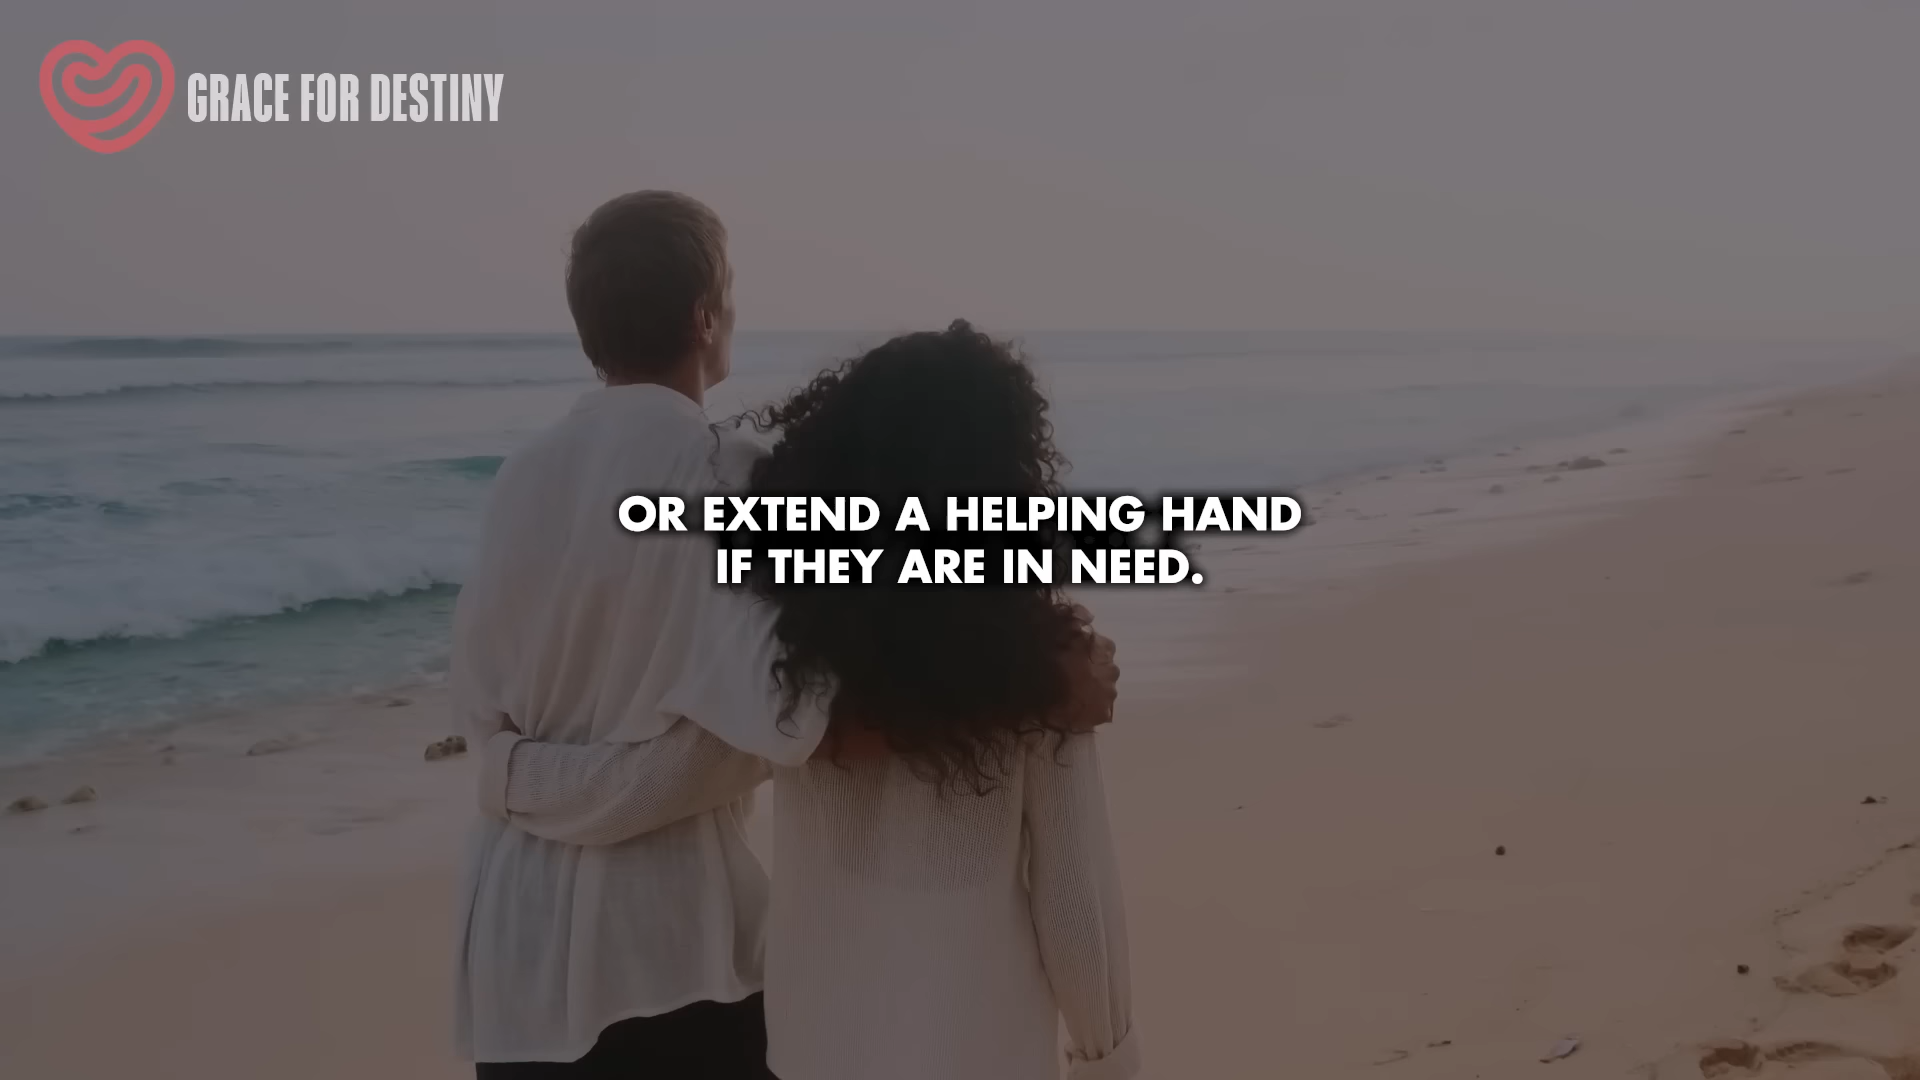 GRACE FOR DESTINY
OR EXTEND A HELPING HAND
IF THEY ARE IN NEED.